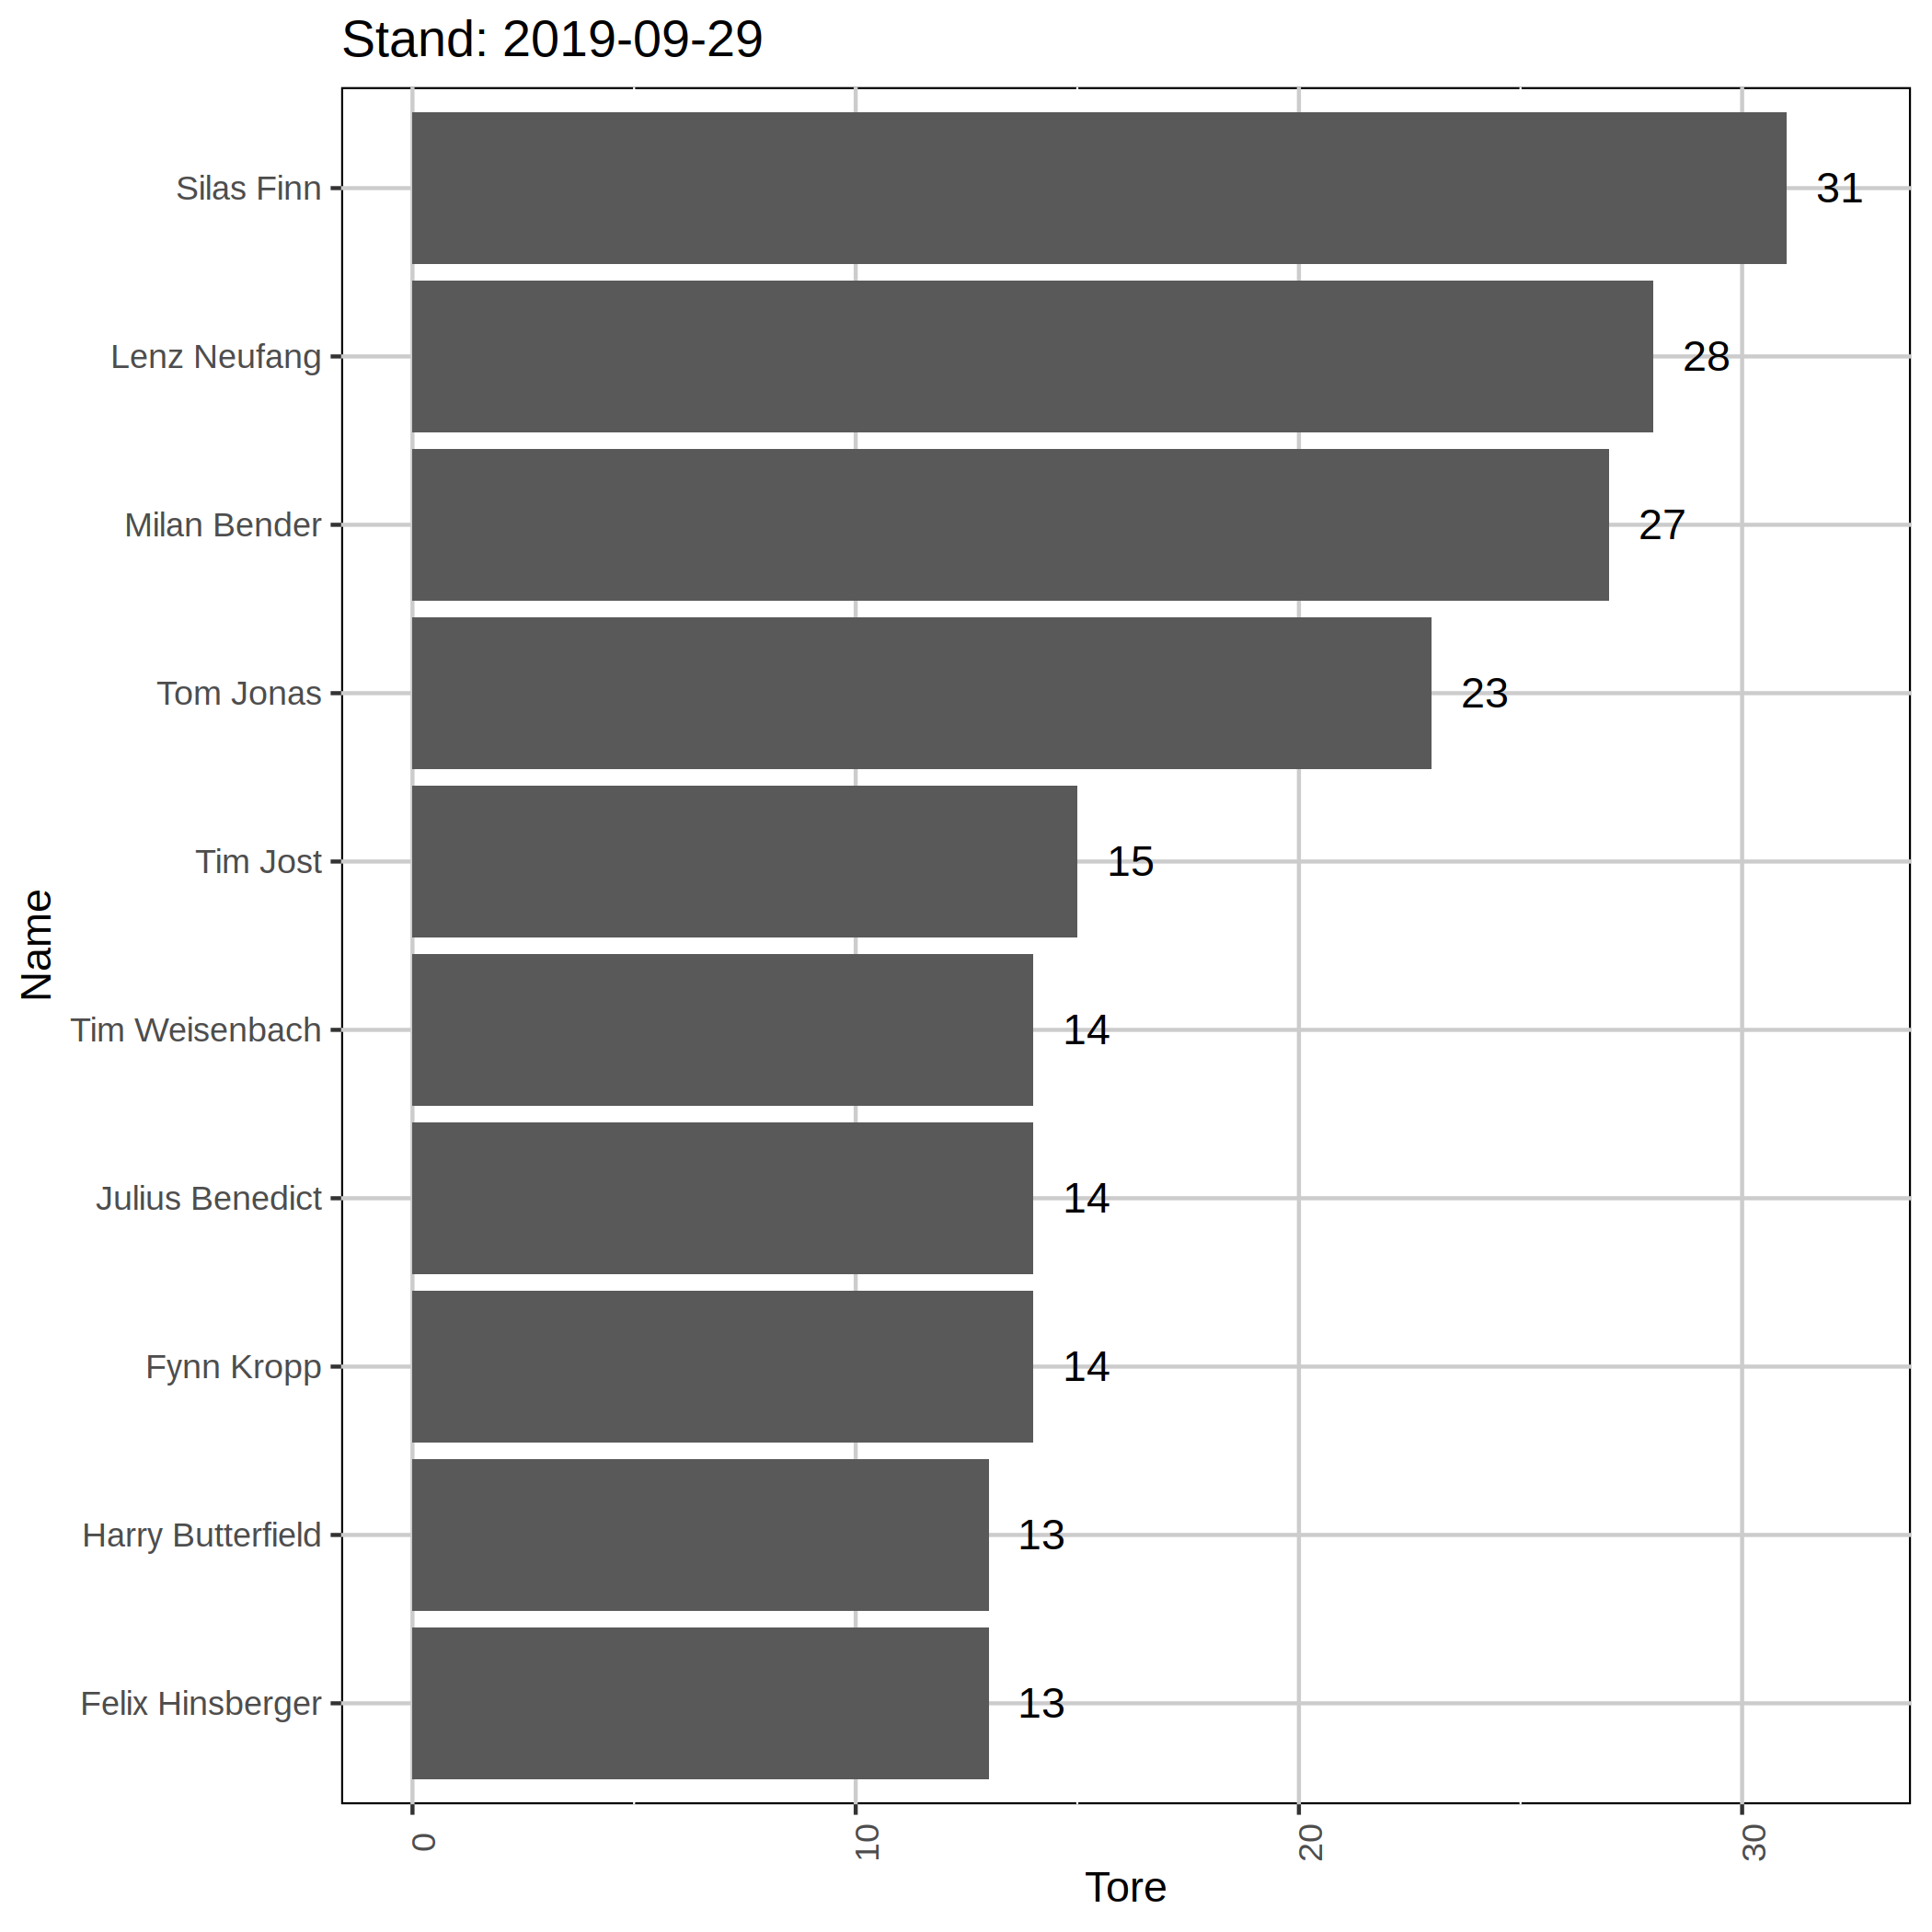 Stand: 2019-09-29
Silas Finn 31
Lenz Neufang 28
Milan Bender 27
Tom Jonas 23
Tim Jost 15
Name
Tim Weisenbach 14
Julius Benedict 14
Fynn Kropp 14
Harry Butterfield 13
Felix Hinsberger 13
0 10 20 30
Tore